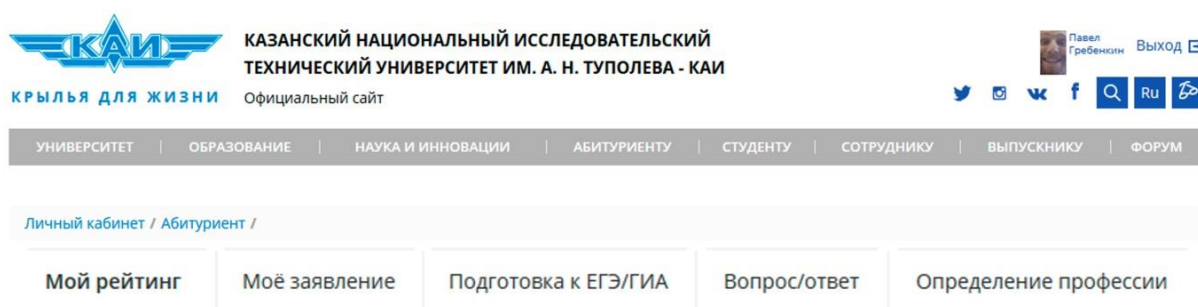 КАИ
КРЫЛЬЯ ДЛЯ ЖИЗНИ
КАЗАНСКИЙ НАЦИОНАЛЬНЫЙ ИССЛЕДОВАТЕЛЬСКИЙ
ТЕХНИЧЕСКИЙ УНИВЕРСИТЕТ ИМ. А. Н. ТУПОЛЕВА - КАИ
Официальный сайт
Павел
Гребенкин
Выход
Ru
УНИВЕРСИТЕТ | ОБРАЗОВАНИЕ | НАУКА И ИННОВАЦИИ | АБИТУРИЕНТУ | СТУДЕНТУ | СОТРУДНИКУ | ВЫПУСКНИКУ | ФОРУМ
Личный кабинет / Абитуриент /
Мой рейтинг Моё заявление Подготовка к ЕГЭ/ГИА Вопрос/ответ Определение профессии